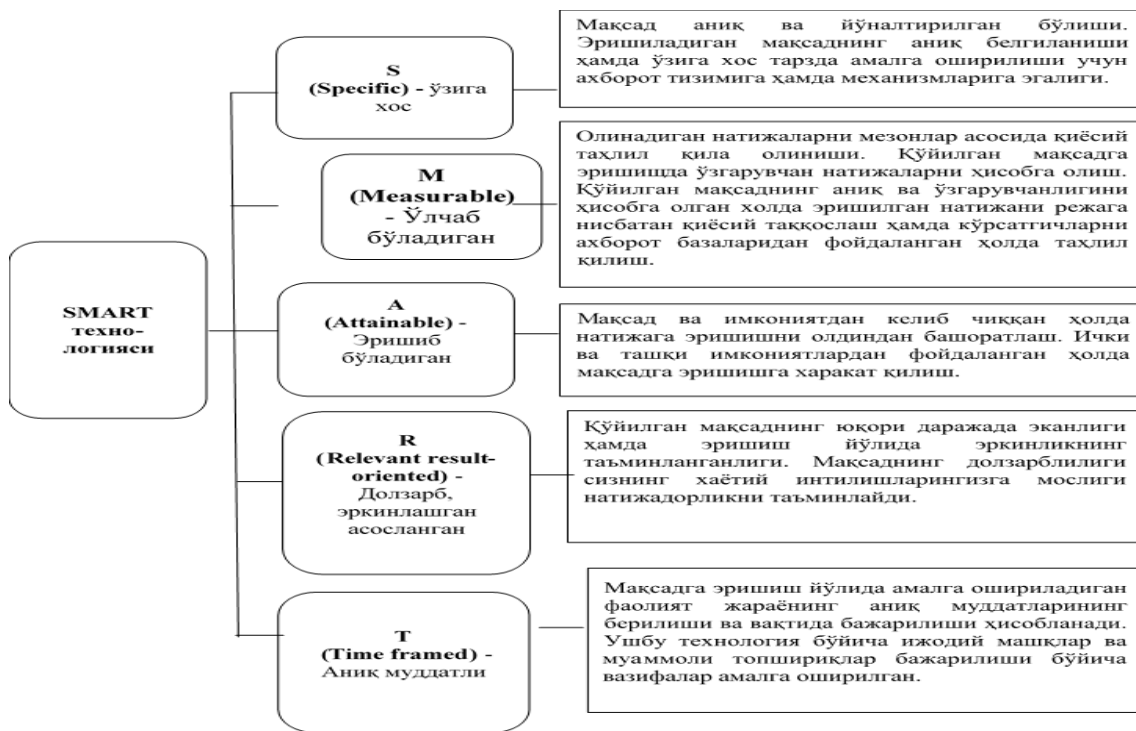 SMART
техно-
логияси
S
(Specific) - ўзига
хос
Мақсад аниқ ва йўналтирилган бўлиши.
Эришиладиган мақсаднинг аниқ белгиланиши
ҳамда ўзига хос тарзда амалга оширилиши учун
ахборот тизимига ҳамда механизмларига эгалиги.
M
(Measurable)
- Ўлчаб
бўладиган
Олинадиган натижаларни мезонлар асосида қиёсий
таҳлил қила олиниши. Қўйилган мақсадга
эришишда ўзгарувчан натижаларни ҳисобга олиш.
Қўйилган мақсаднинг аниқ ва ўзгарувчанлигини
ҳисобга олган холда эришилган натижани режага
нисбатан қиёсий таққослаш ҳамда кўрсатгичларни
ахборот базаларидан фойдаланган ҳолда таҳлил
қилиш.
A
(Attainable) -
Эришиб
бўладиган
Мақсад ва имкониятдан келиб чиққан ҳолда
натижага эришишни олдиндан башоратлаш. Ички
ва ташқи имкониятлардан фойдаланган ҳолда
мақсадга эришишга харакат қилиш.
R
(Relevant result-
oriented) -
Долзарб,
эркинлашган
асосланган
Қўйилган мақсаднинг юқори даражада эканлиги
ҳамда эришиш йўлида эркинликнинг
таъминланганлиги. Мақсаднинг долзарблилиги
сизнинг хаётий интилишларингизга мослиги
натижадорликни таъминлайди.
T
(Time framed) -
Аниқ муддатли
Мақсадга эришиш йўлида амалга ошириладиган
фаолият жараёнинг аниқ муддатларининг
берилиши ва вақтида бажарилиши ҳисобланади.
Ушбу технология бўйича ижодий машқлар ва
муаммоли топшириқлар бажарилиши бўйича
вазифалар амалга оширилган.